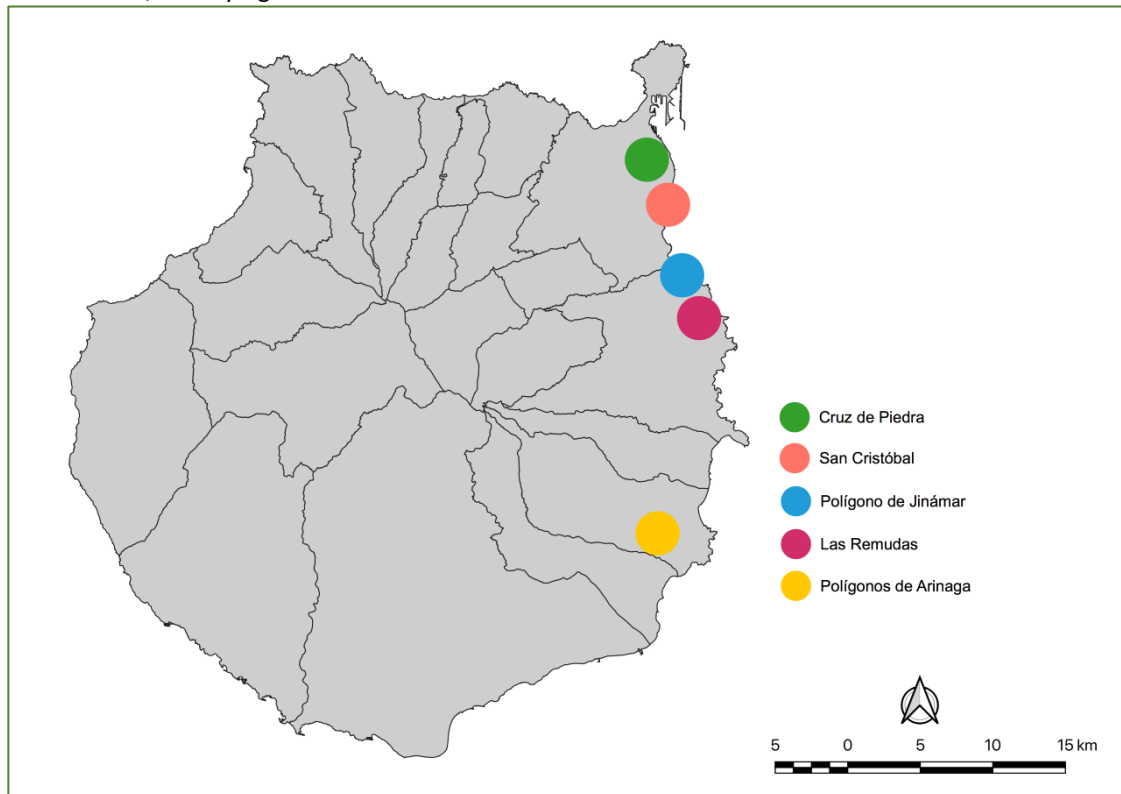 Cruz de Piedra
San Cristóbal
Polígono de Jinámar
Las Remudas
Polígonos de Arinaga
5 0 5 10 15 km